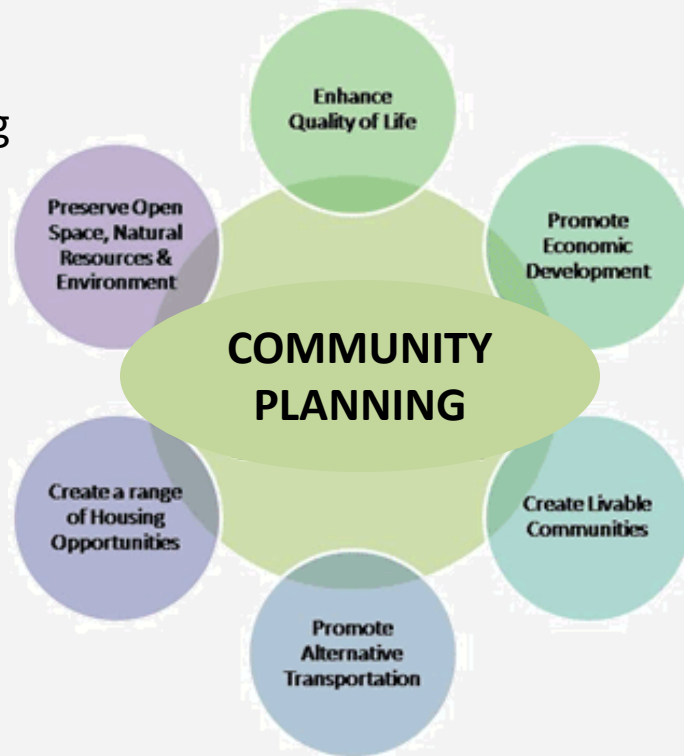 g
Enhance
Quality of Life
Preserve Open
Space, Natural
Resources &
Environment
Promote
Economic
Development
COMMUNITY
PLANNING
Create a range
of Housing
Opportunities
Create Livable
Communities
Promote
Alternative
Transportation